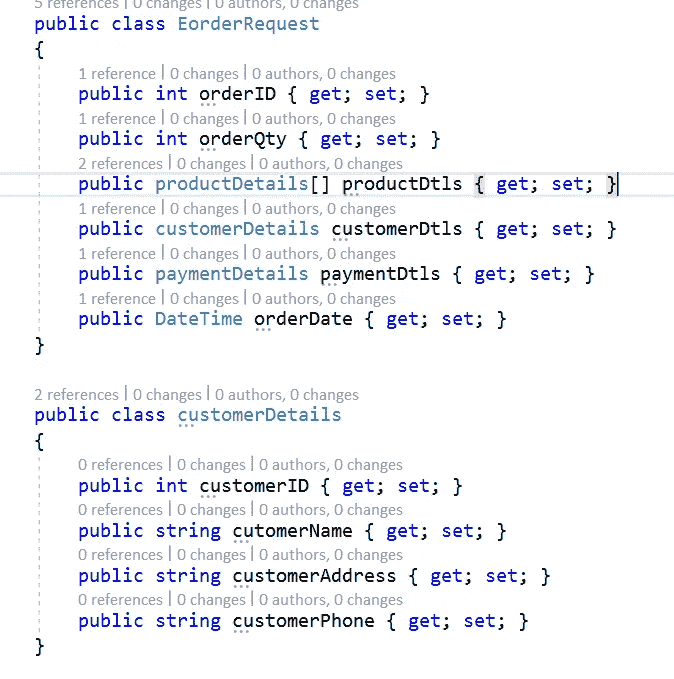 5 references | 0 changes | 0 authors, 0 changes
public class EorderRequest
{
1 reference | 0 changes | 0 authors, 0 changes
public int orderID { get; set; }
1 reference | 0 changes | 0 authors, 0 changes
public int orderQty { get; set; }
2 references | 0 changes | 0 authors, 0 changes
public productDetails[] productDtls { get; set; }
1 reference | 0 changes | 0 authors, 0 changes
public customerDetails customerDtls { get; set; }
1 reference | 0 changes | 0 authors, 0 changes
public paymentDetails paymentDtls { get; set; }
1 reference | 0 changes | 0 authors, 0 changes
public DateTime orderDate { get; set; }
}
2 references | 0 changes | 0 authors, 0 changes
public class customerDetails
{
0 references | 0 changes | 0 authors, 0 changes
public int customerID { get; set; }
0 references | 0 changes | 0 authors, 0 changes
public string cutomerName { get; set; }
0 references | 0 changes | 0 authors, 0 changes
public string customerAddress { get; set; }
0 references | 0 changes | 0 authors, 0 changes
public string customerPhone { get; set; }
}